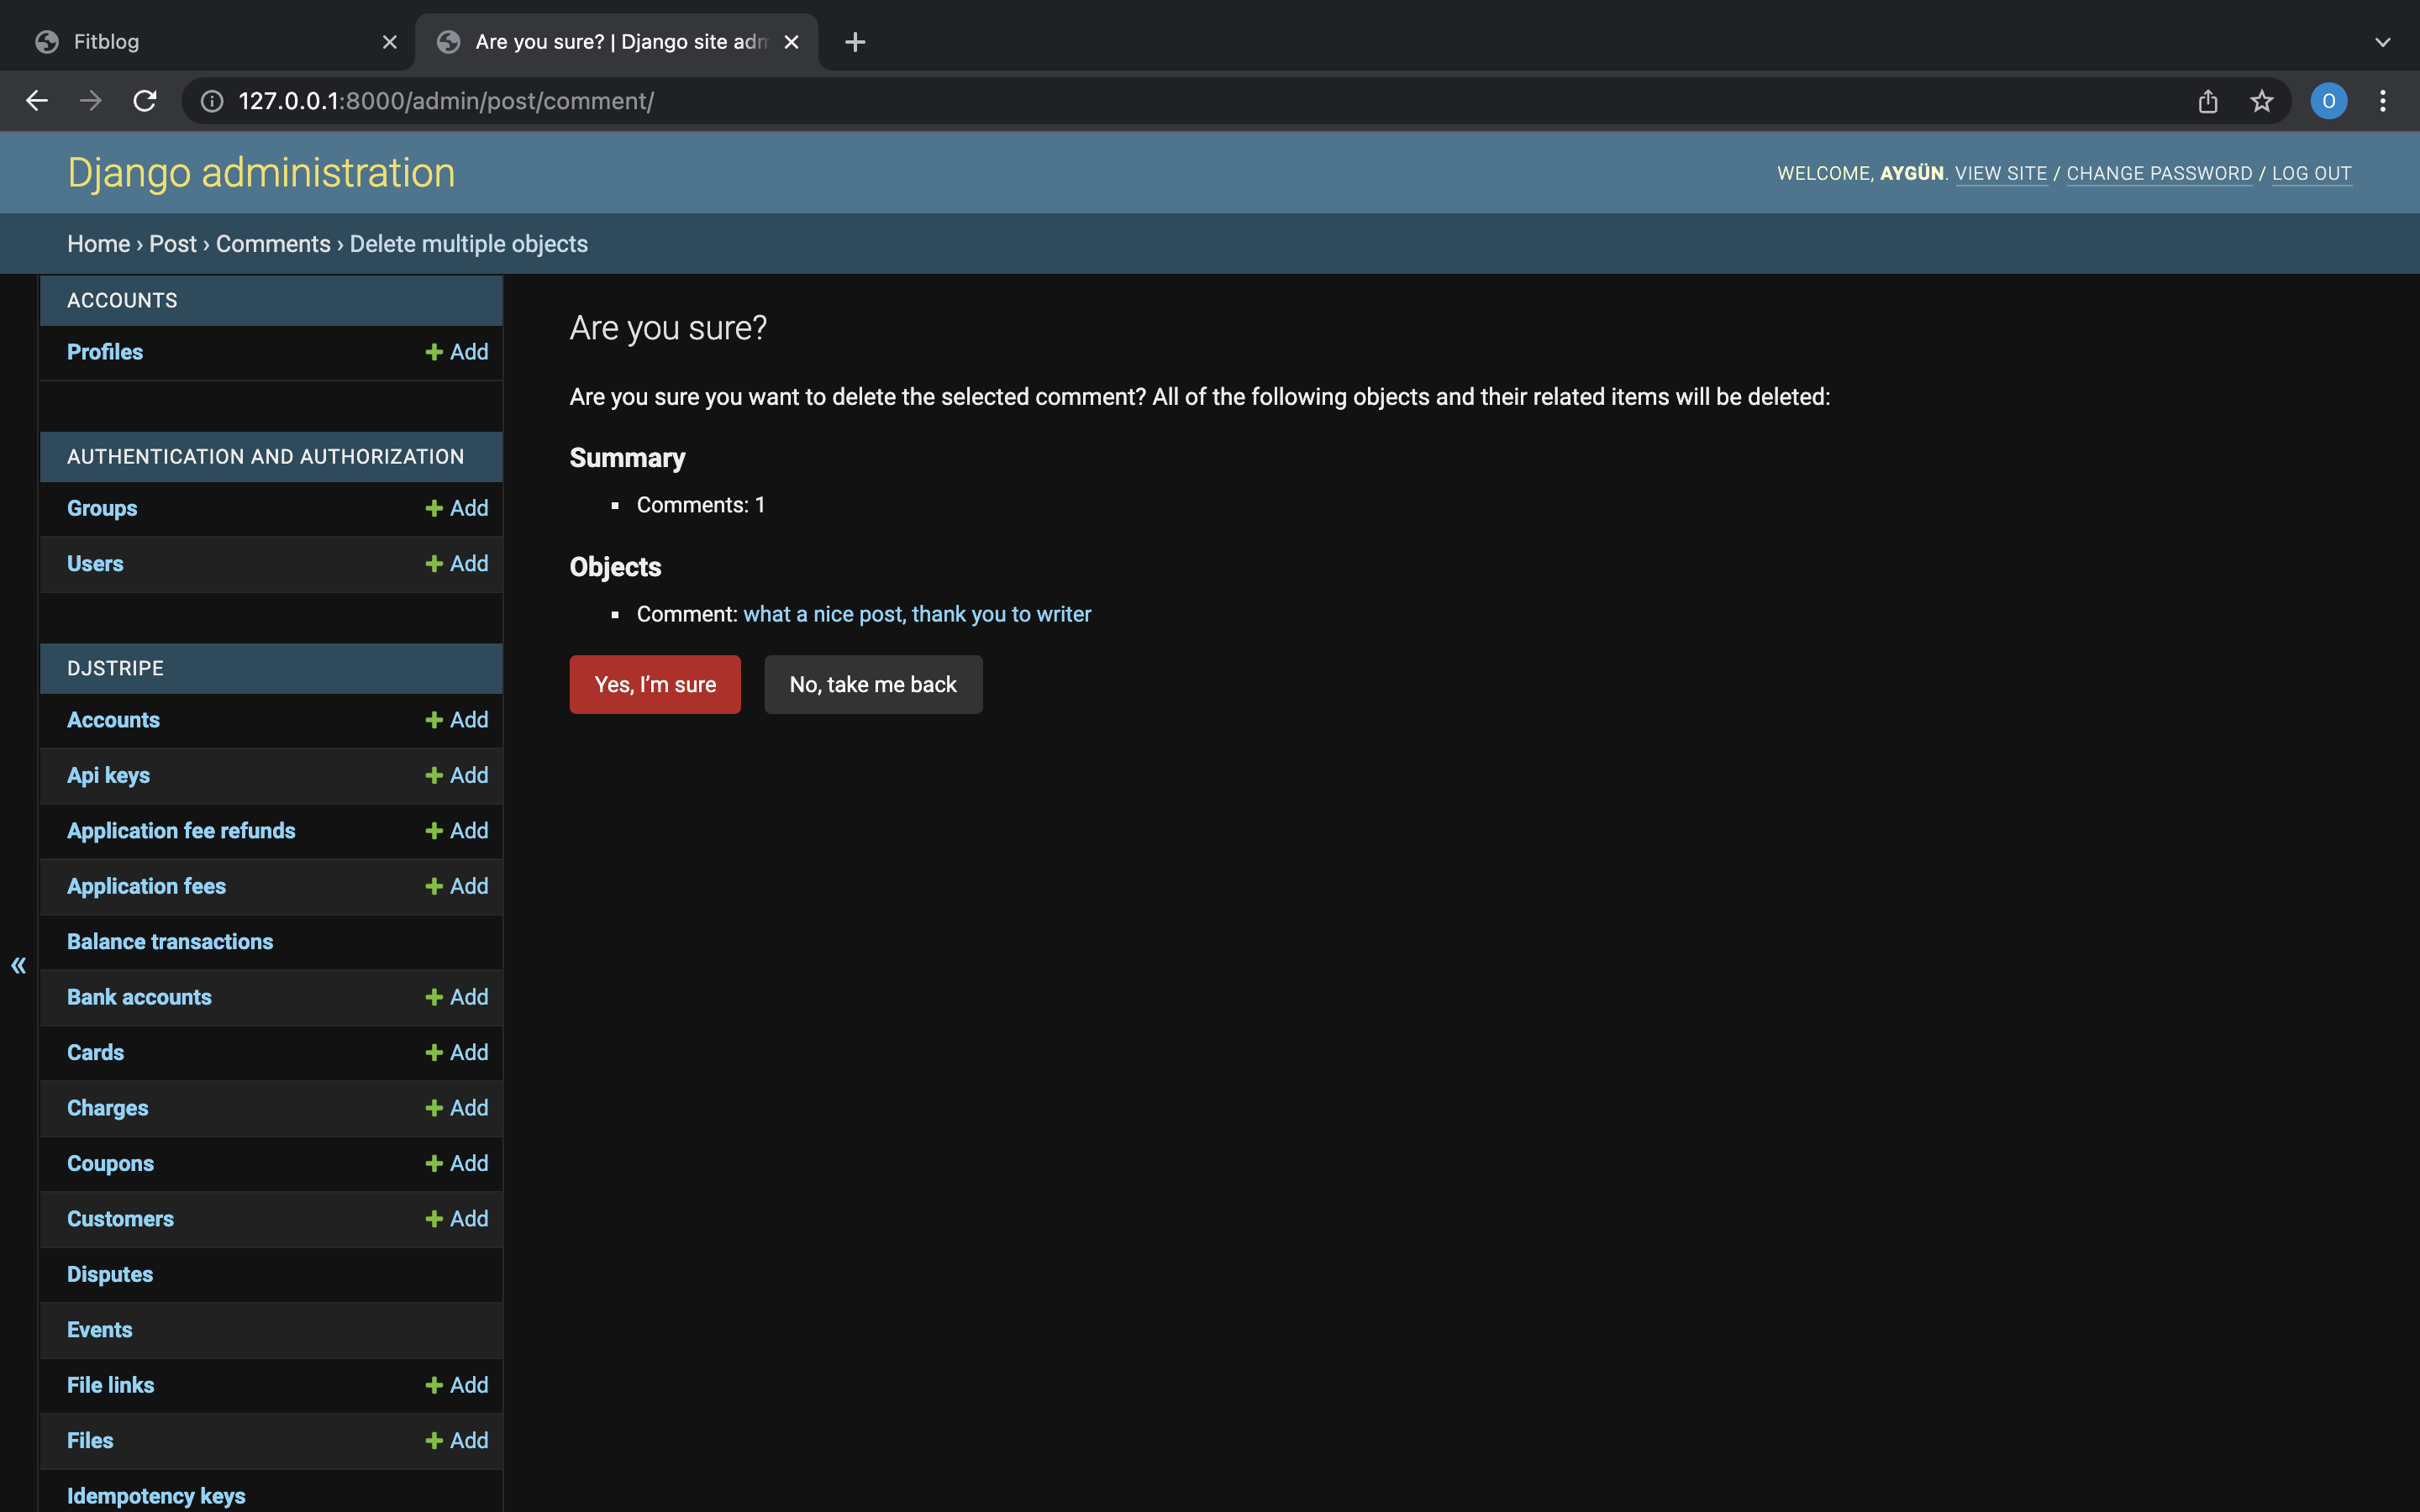 Fitblog
Are you sure? | Django site adm
127.0.0.1:8000/admin/post/comment/
O
Django administration
WELCOME, AYGÜN. VIEW SITE / CHANGE PASSWORD / LOG OUT
Home › Post › Comments › Delete multiple objects
ACCOUNTS
Profiles Add
AUTHENTICATION AND AUTHORIZATION
Groups Add
Users Add
DJSTRIPE
Accounts Add
Api keys Add
Application fee refunds Add
Application fees Add
Balance transactions
Bank accounts Add
Cards Add
Charges Add
Coupons Add
Customers Add
Disputes
Events
File links Add
Files Add
Idempotency keys
Are you sure?
Are you sure you want to delete the selected comment? All of the following objects and their related items will be deleted:
Summary
Comments: 1
Objects
Comment: what a nice post, thank you to writer
Yes, I’m sure
No, take me back